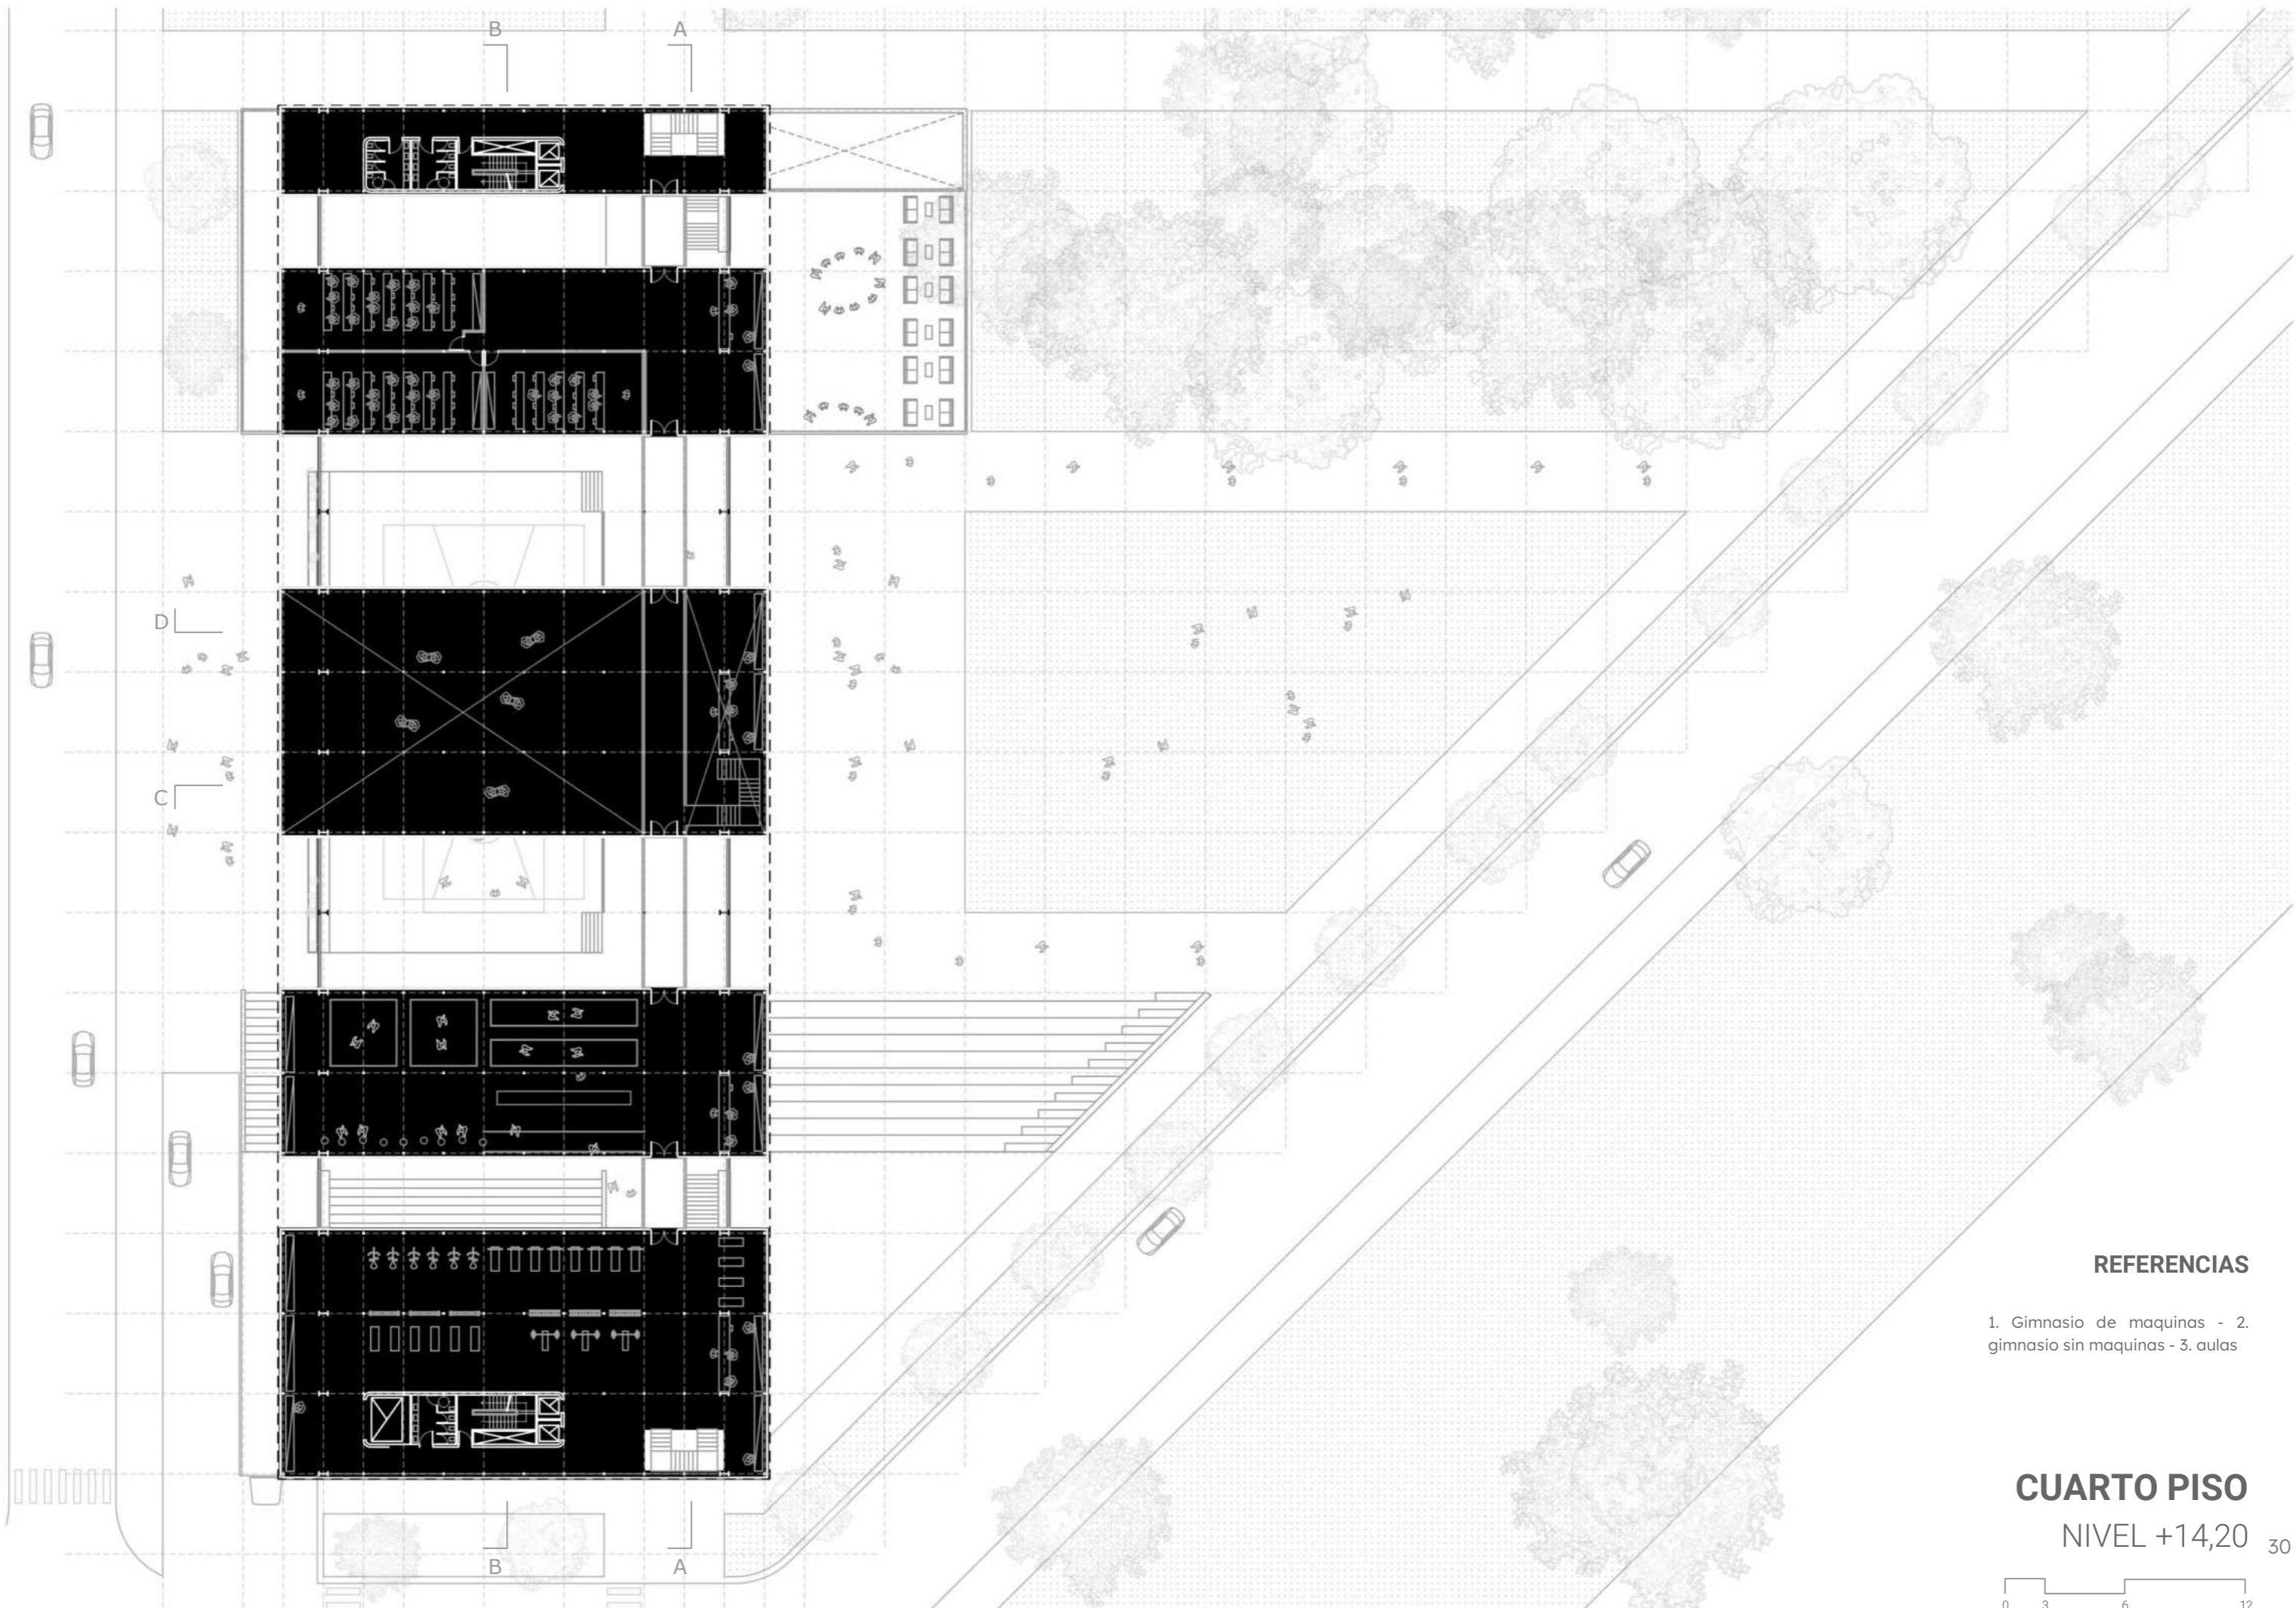 B
A
D
C
REFERENCIAS
1. Gimnasio de maquinas - 2.
gimnasio sin maquinas - 3. aulas
CUARTO PISO
NIVEL +14,20
30
B
A
0 3 6 12